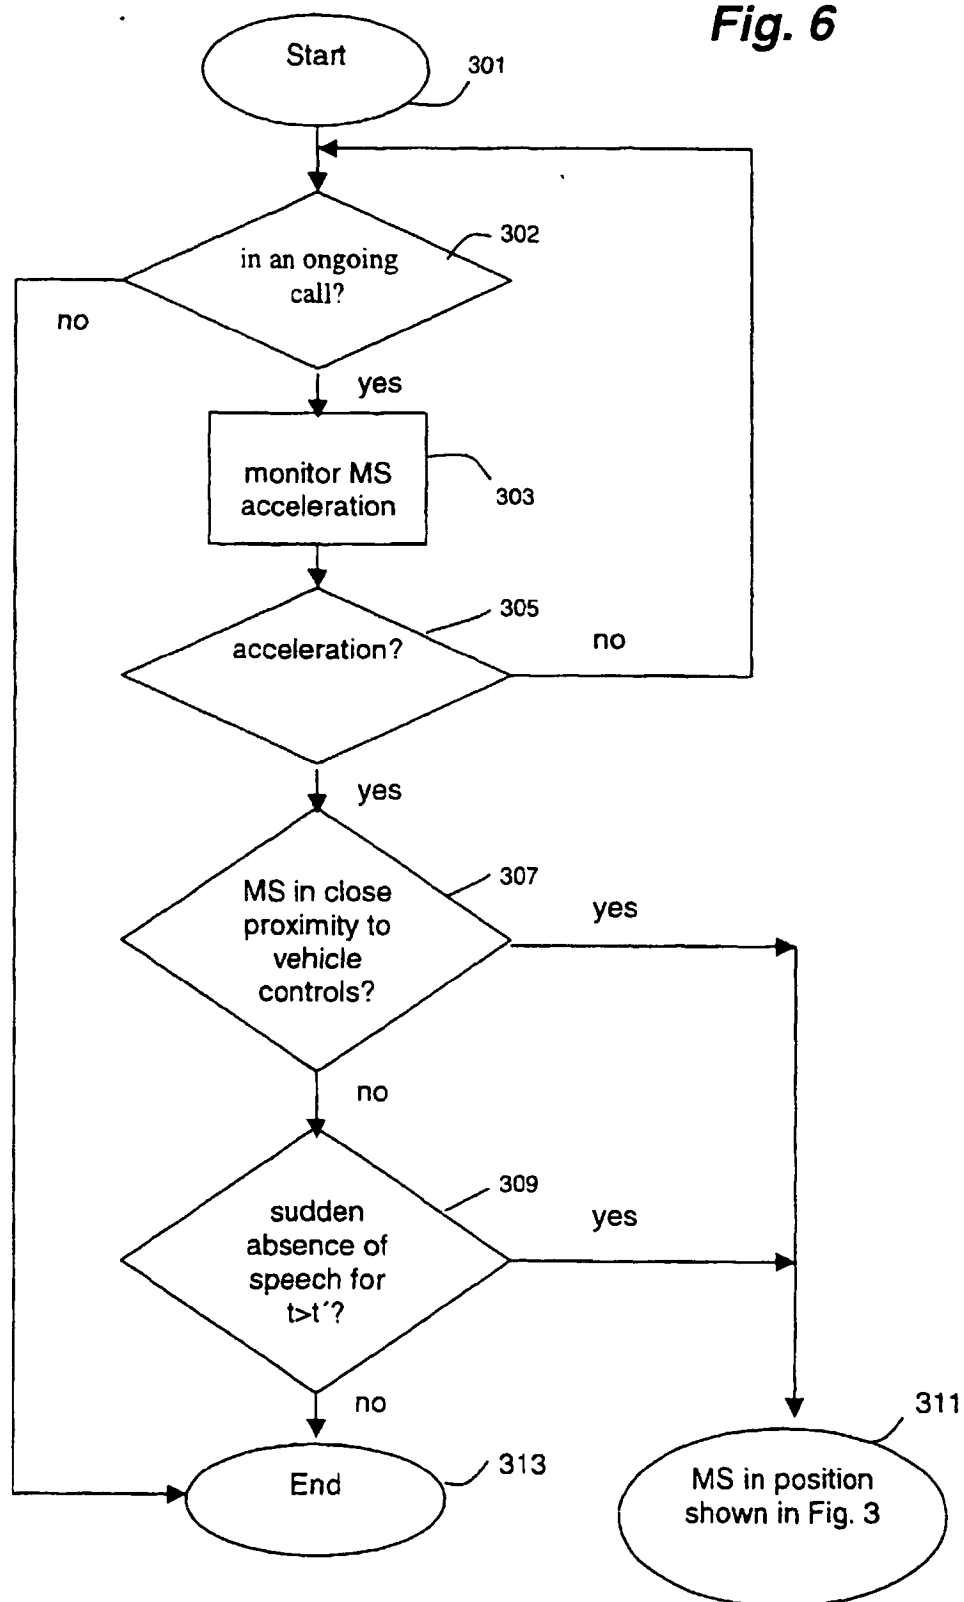 Fig. 6
Start
301
302
in an ongoing
call?
no
yes
monitor MS
acceleration
303
305
acceleration?
no
yes
307
MS in close
proximity to
vehicle
controls?
yes
no
309
sudden
absence of
speech for
t>t´?
yes
no
311
End
313
MS in position
shown in Fig. 3